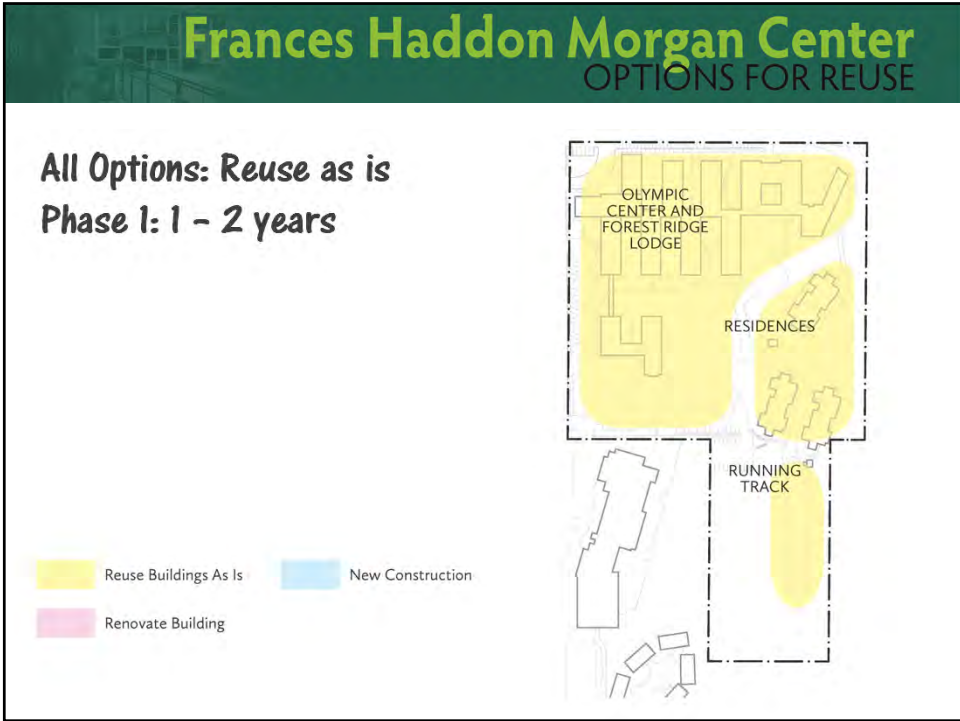 Frances Haddon Morgan Center
OPTIONS FOR REUSE
All Options: Reuse as is
Phase 1: 1 – 2 years
OLYMPIC
CENTER AND
FOREST RIDGE
LODGE
RESIDENCES
RUNNING
TRACK
Reuse Buildings As Is
New Construction
Renovate Building